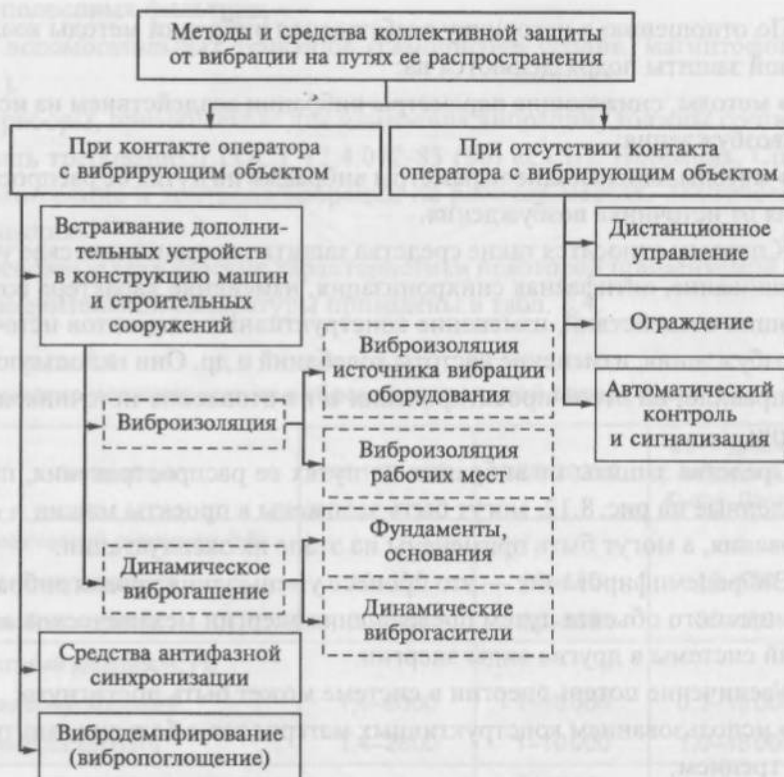 Методы и средства коллективной защиты
от вибрации на путях ее распространения
При контакте оператора
с вибрирующим объектом
При отсутствии контакта
оператора с вибрирующим объектом
Встраивание дополни-
тельных устройств
в конструкцию машин
и строительных
сооружений
Виброизоляция
Динамическое
виброгашение
Средства антифазной
синхронизации
Вибродемпфирование
(вибропоглощение)
Виброизоляция
источника вибрации
оборудования
Виброизоляция
рабочих мест
Фундаменты,
основания
Динамические
виброгасители
Дистанционное
управление
Ограждение
Автоматический
контроль
и сигнализация